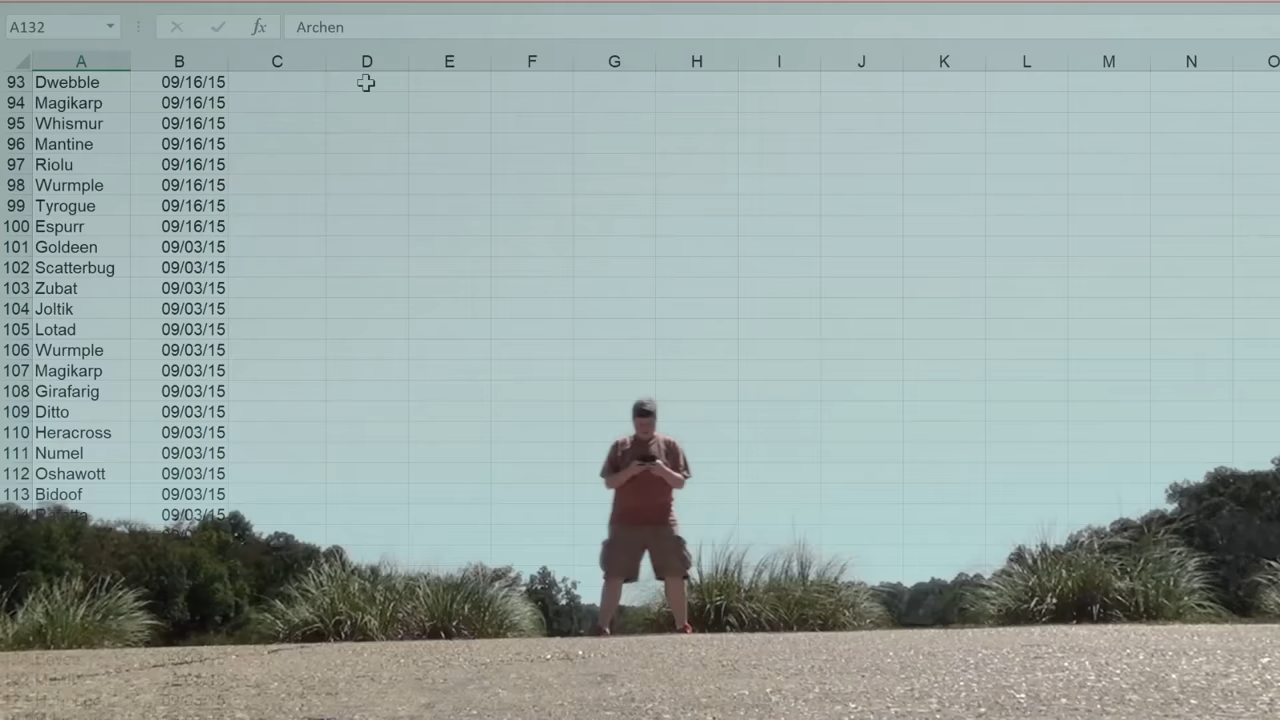 A132 fx Archen
A B C D E F G H I J K L M N O
93 Dwebble 09/16/15
94 Magikarp 09/16/15
95 Whismur 09/16/15
96 Mantine 09/16/15
97 Riolu 09/16/15
98 Wurmple 09/16/15
99 Tyrogue 09/16/15
100 Espurr 09/16/15
101 Goldeen 09/03/15
102 Scatterbug 09/03/15
103 Zubat 09/03/15
104 Joltik 09/03/15
105 Lotad 09/03/15
106 Wurmple 09/03/15
107 Magikarp 09/03/15
108 Girafarig 09/03/15
109 Ditto 09/03/15
110 Heracross 09/03/15
111 Numel 09/03/15
112 Oshawott 09/03/15
113 Bidoof 09/03/15
114 09/03/15